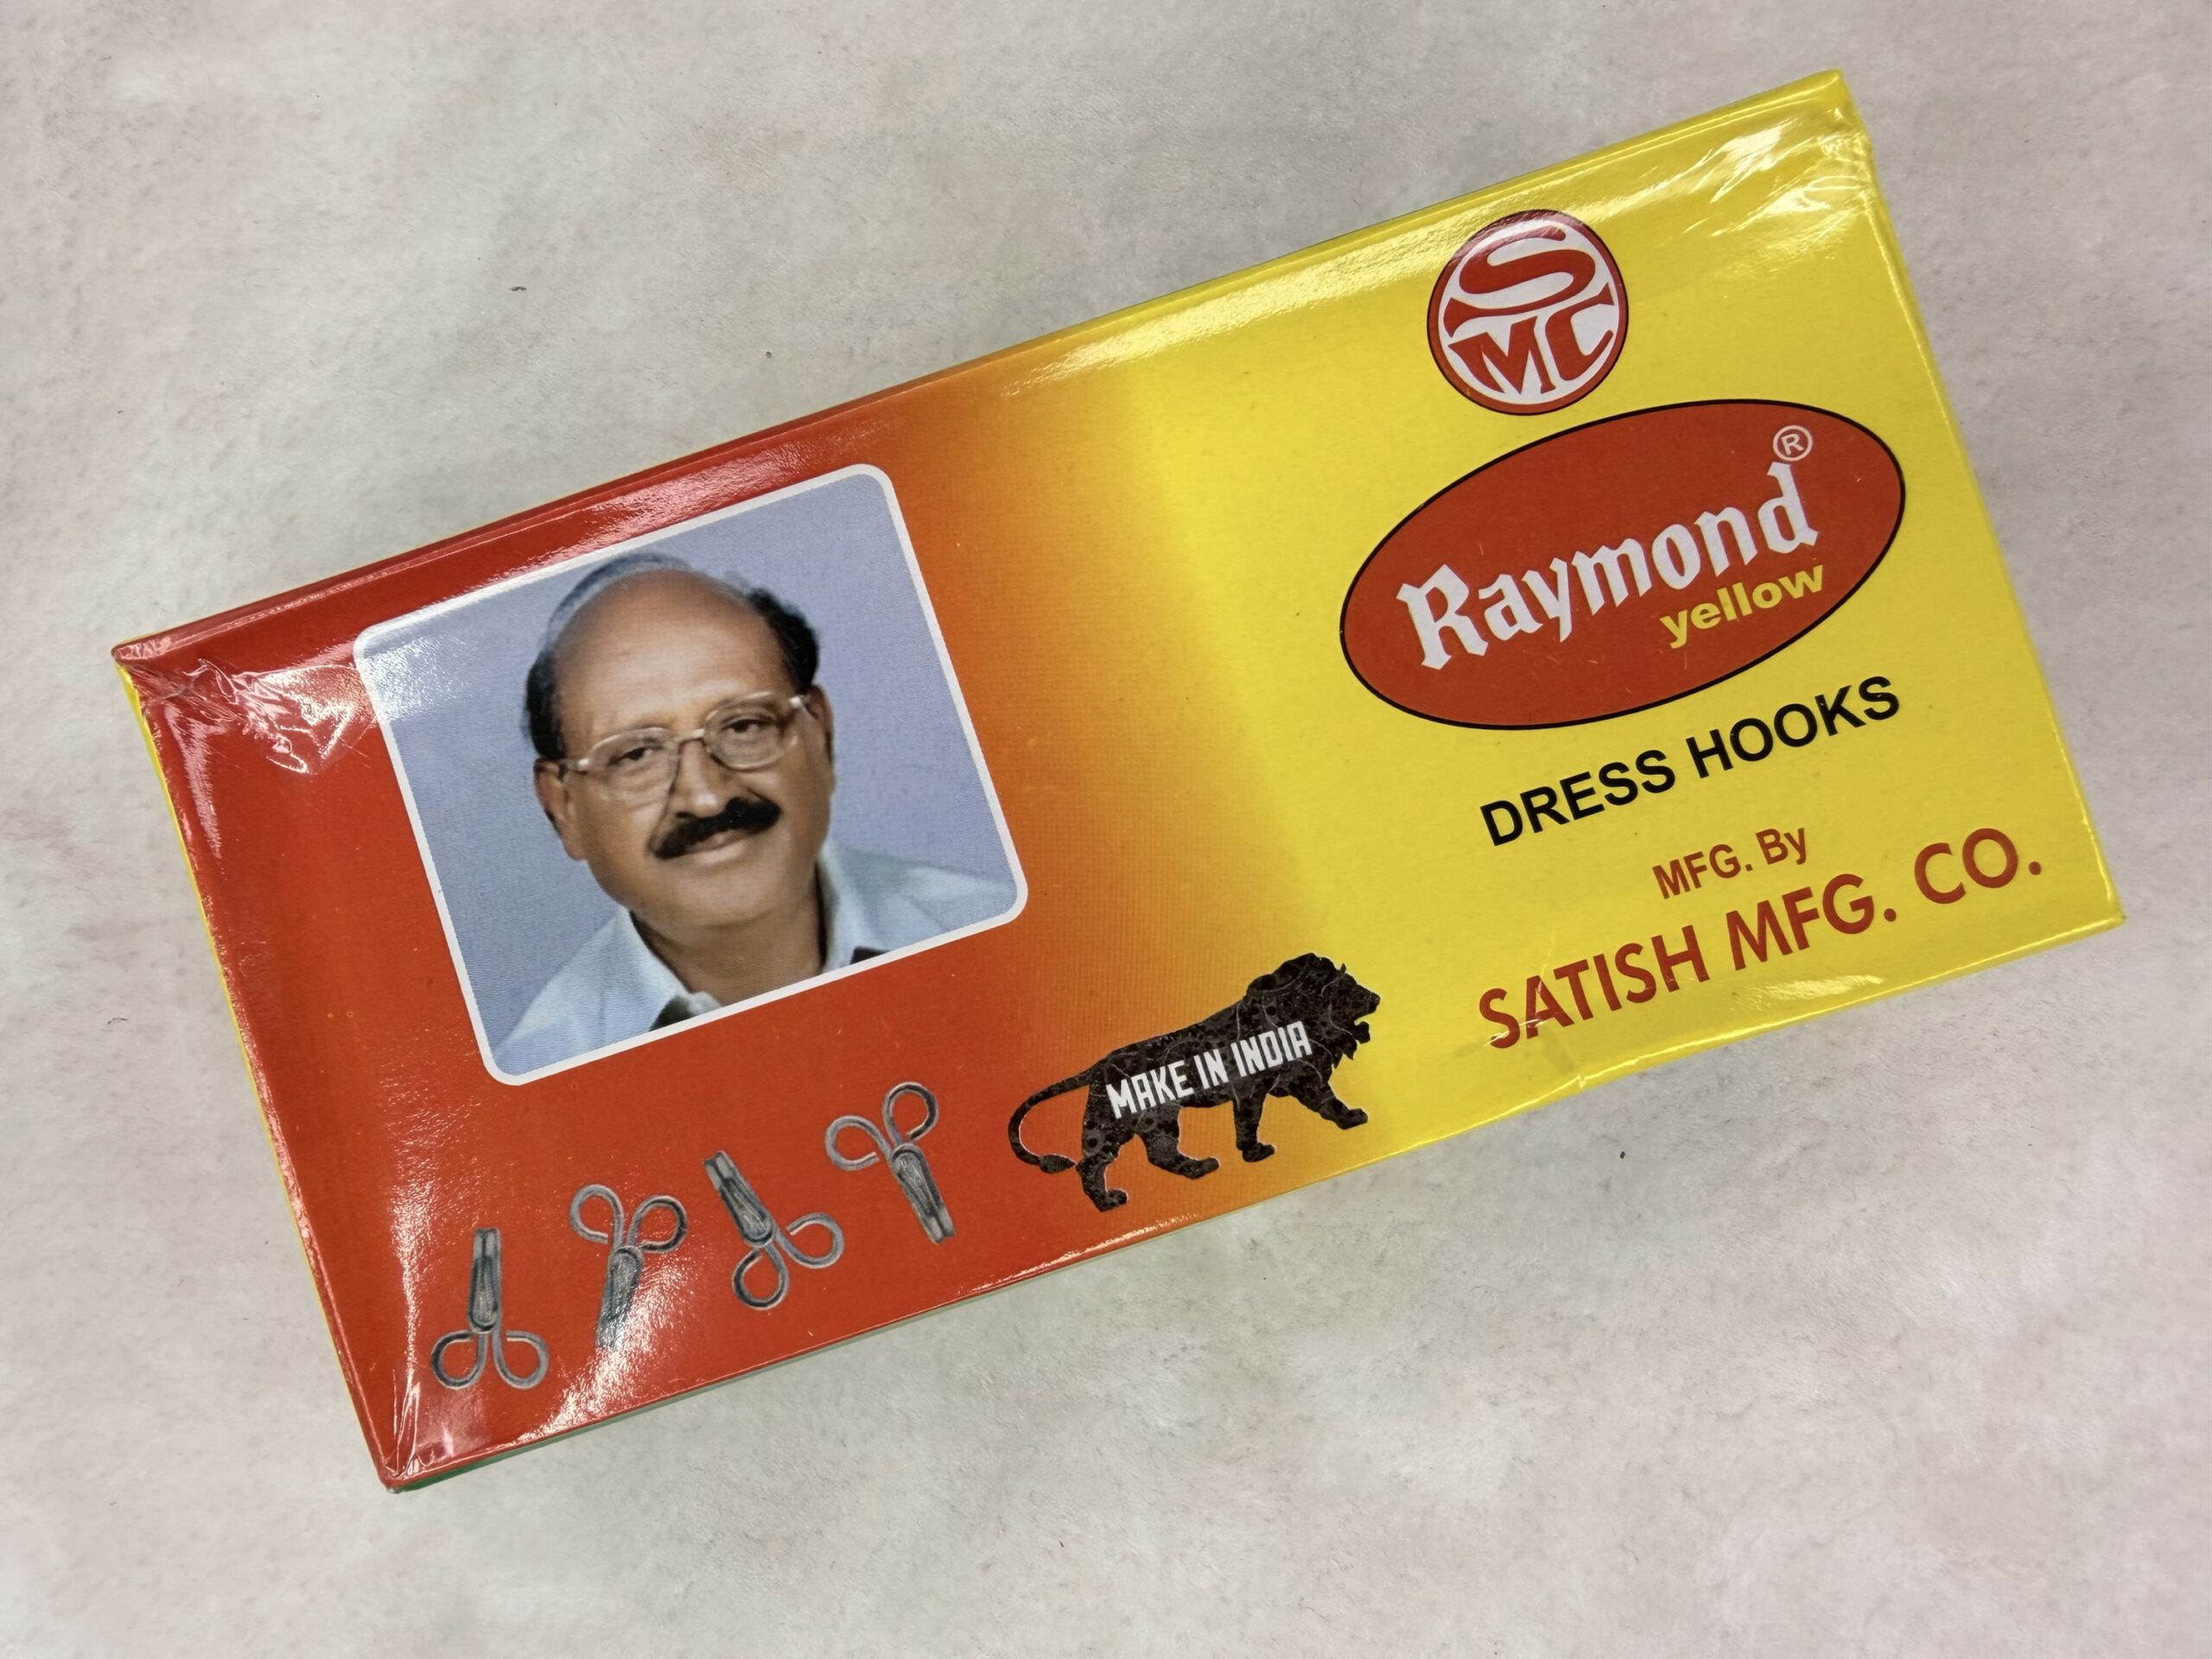 SMC
Raymond®
yellow
DRESS HOOKS
MFG. By
SATISH MFG. CO.
MAKE IN INDIA